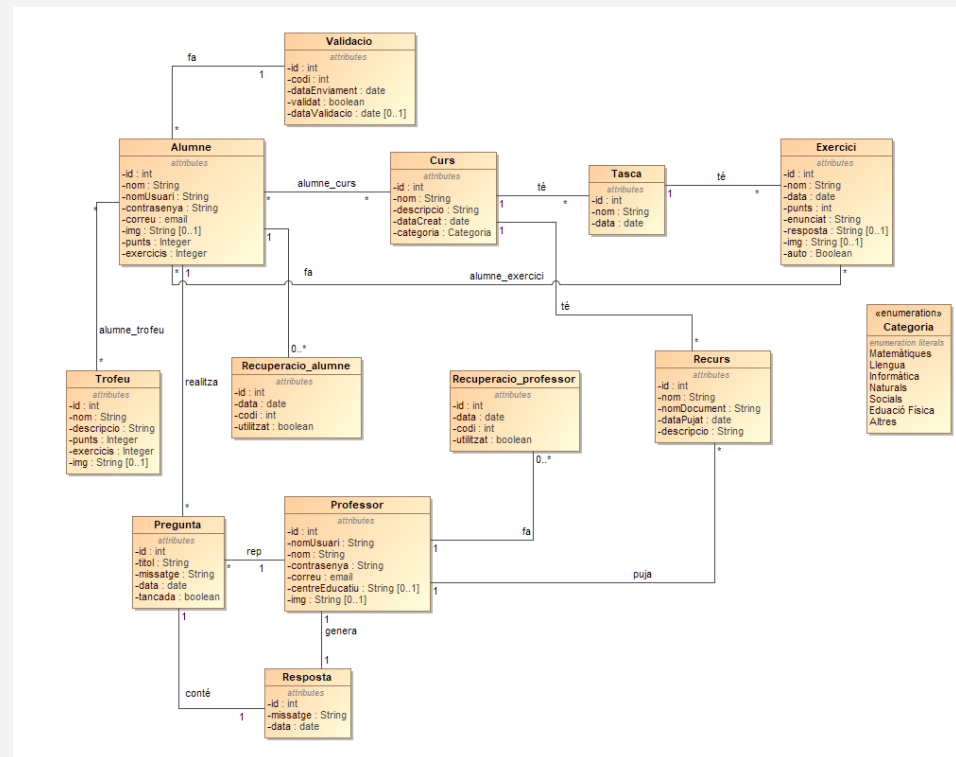 Validacio
attributes
-id : int
-codi : int
-dataEnviament : date
-validat : boolean
-dataValidacio : date [0..1]
fa
1
*
Alumne
attributes
-id : int
-nom : String
-nomUsuari : String
-contrasenya : String
-correu : email
-img : String [0..1]
-punts : Integer
-exercicis : Integer
alumne_curs
*
*
Curs
attributes
-id : int
-nom : String
-descripcio : String
-dataCreat : date
-categoria : Categoria
té
1
*
Tasca
attributes
-id : int
-nom : String
-data : date
té
1
*
Exercici
attributes
-id : int
-nom : String
-data : date
-punts : int
-enunciat : String
-resposta : String [0..1]
-img : String [0..1]
-auto : Boolean
*
alumne_exercici
*
1
té
*
1
fa
0..*
*
alumne_trofeu
*
1
realitza
*
«enumeration»
Categoria
enumeration literals
Matemàtiques
Llengua
Informàtica
Naturals
Socials
Eduació Física
Altres
Trofeu
attributes
-id : int
-nom : String
-descripcio : String
-punts : Integer
-exercicis : Integer
-img : String [0..1]
Recuperacio_alumne
attributes
-id : int
-data : date
-codi : int
-utilitzat : boolean
Recuperacio_professor
attributes
-id : int
-data : date
-codi : int
-utilitzat : boolean
0..*
fa
1
Recurs
attributes
-id : int
-nom : String
-nomDocument : String
-dataPujat : date
-descripcio : String
*
puja
1
Pregunta
attributes
-id : int
-titol : String
-missatge : String
-data : date
-tancada : boolean
rep
*
1
Professor
attributes
-id : int
-nomUsuari : String
-nom : String
-contrasenya : String
-correu : email
-centreEducatiu : String [0..1]
-img : String [0..1]
1
genera
1
1
conté
1
Resposta
attributes
-id : int
-missatge : String
-data : date